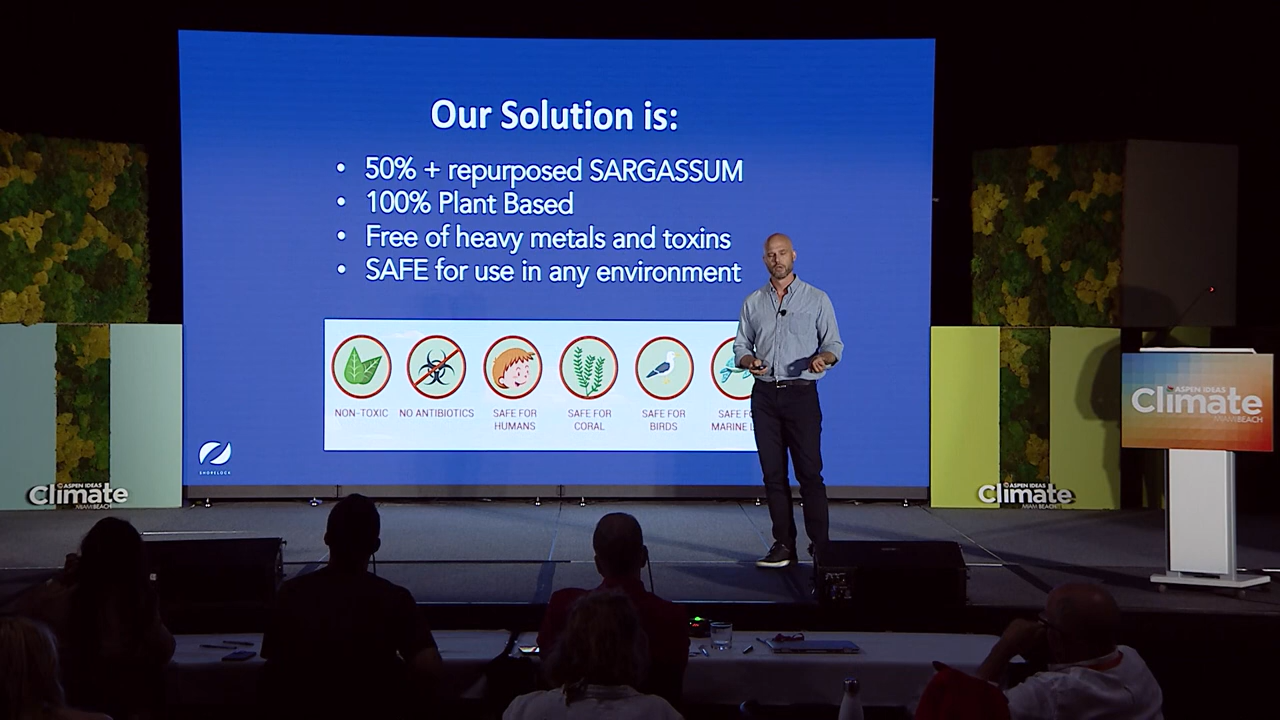 Our Solution is:
• 50% + repurposed SARGASSUM
• 100% Plant Based
• Free of heavy metals and toxins
• SAFE for use in any environment
NON-TOXIC
NO ANTIBIOTICS
SAFE FOR
HUMANS
SAFE FOR
CORAL
SAFE FOR
BIRDS
SAFE
MARINE
SHORELOCK
ASPEN IDEAS
Climate
MIAMI BEACH
ASPEN IDEAS
Climate
MIAMI BEACH
ASPEN IDEAS
Climate
MIAMI BEACH